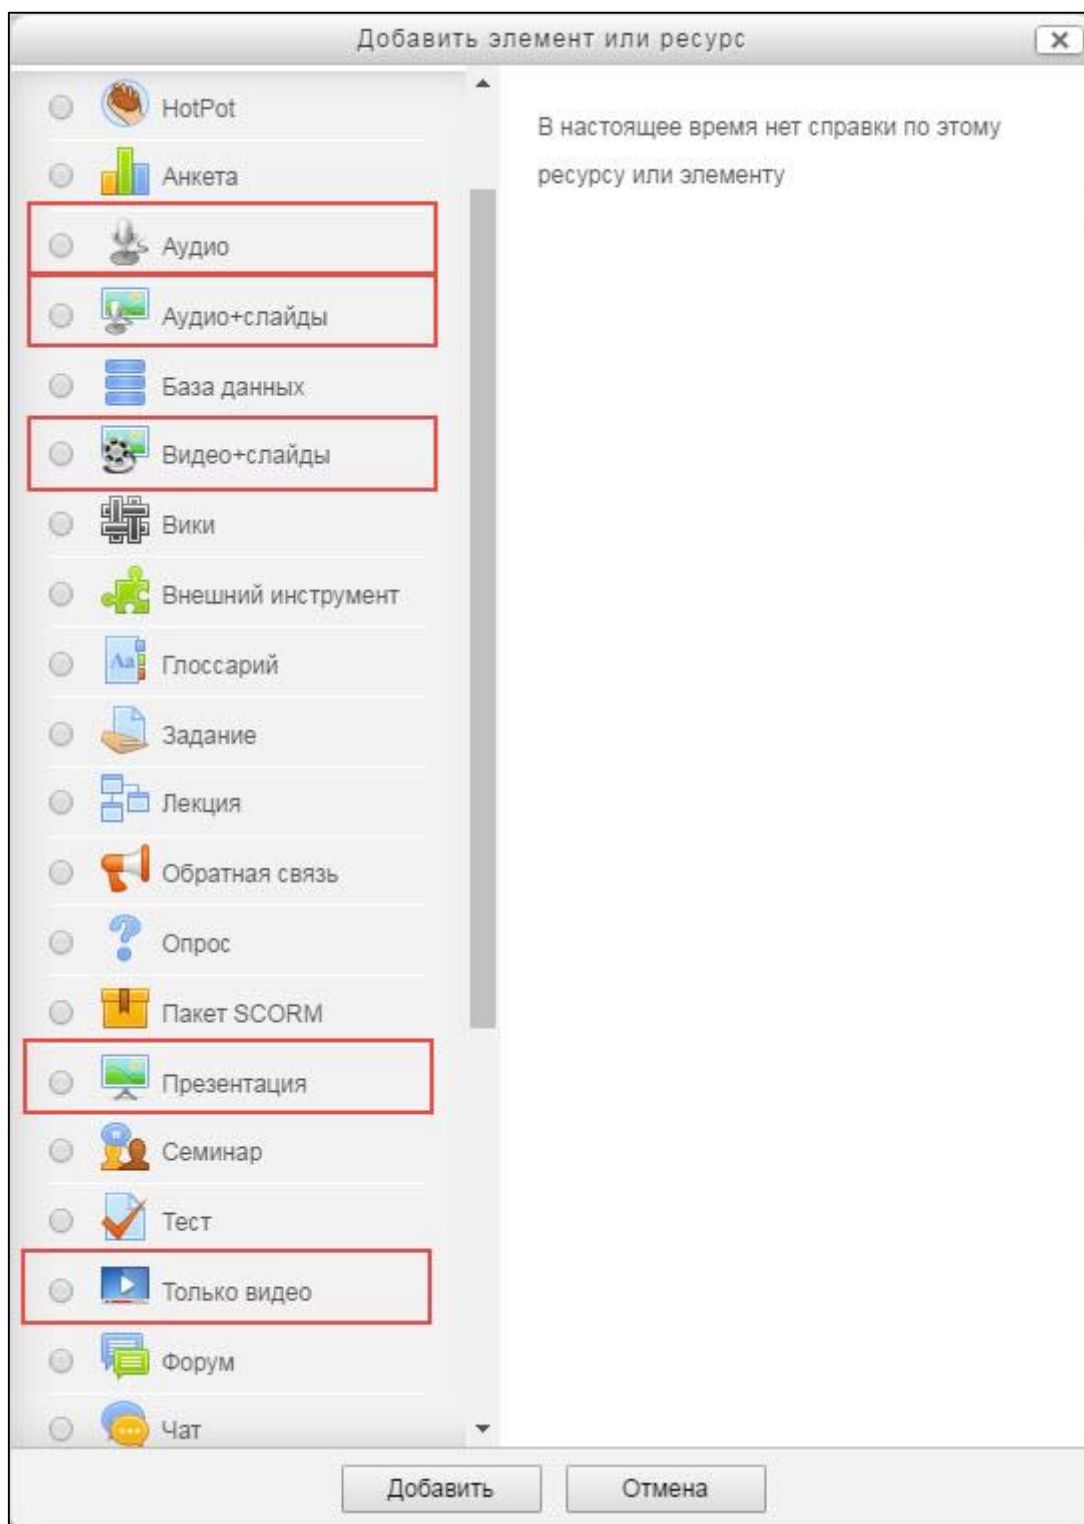 Добавить элемент или ресурс
HotPot
Анкета
Аудио
Аудио+слайды
База данных
Видео+слайды
Вики
Внешний инструмент
Глоссарий
Задание
Лекция
Обратная связь
Опрос
Пакет SCORM
Презентация
Семинар
Тест
Только видео
Форум
Чат
В настоящее время нет справки по этому
ресурсу или элементу
Добавить
Отмена